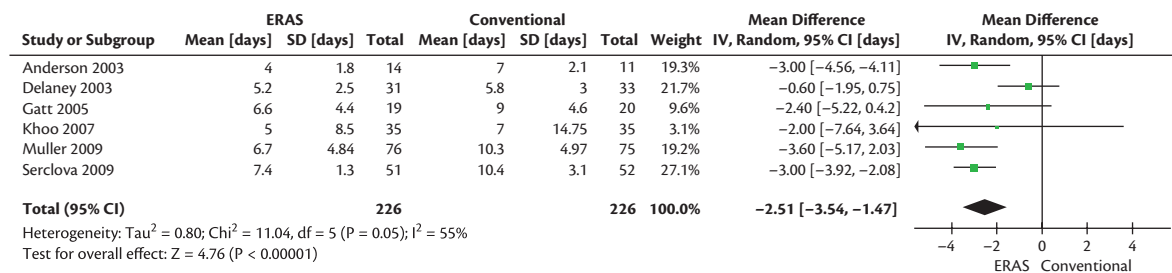 ERAS Conventional Mean Difference Mean Difference
Study or Subgroup Mean [days] SD [days] Total Mean [days] SD [days] Total Weight IV, Random, 95% CI [days] IV, Random, 95% CI [days]
Anderson 2003 4 1.8 14 7 2.1 11 19.3% −3.00 [−4.56, −4.11]
Delaney 2003 5.2 2.5 31 5.8 3 33 21.7% −0.60 [−1.95, 0.75]
Gatt 2005 6.6 4.4 19 9 4.6 20 9.6% −2.40 [−5.22, 0.4.2]
Khoo 2007 5 8.5 35 7 14.75 35 3.1% −2.00 [−7.64, 3.64]
Muller 2009 6.7 4.84 76 10.3 4.97 75 19.2% −3.60 [−5.17, 2.03]
Serclova 2009 7.4 1.3 51 10.4 3.1 52 27.1% −3.00 [−3.92, −2.08]
Total (95% CI) 226 226 100.0% −2.51 [−3.54, −1.47]
Heterogeneity: Tau² = 0.80; Chi² = 11.04, df = 5 (P = 0.05); I² = 55%
Test for overall effect: Z = 4.76 (P < 0.00001)
−4 −2 0 2 4
ERAS Conventional